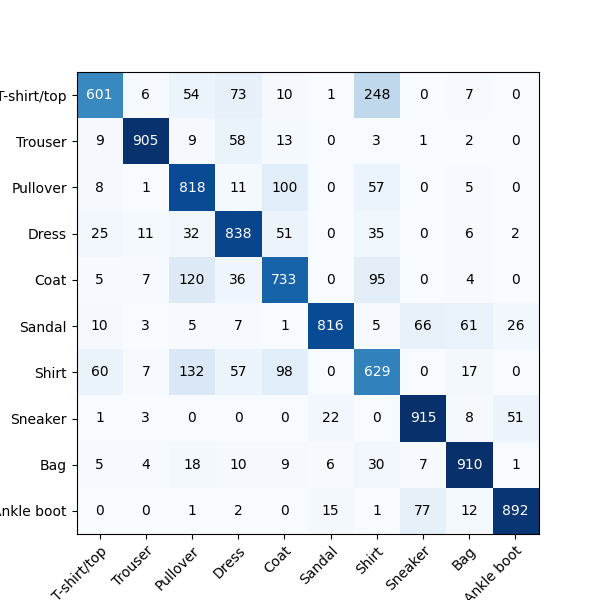 T-shirt/top 601 6 54 73 10 1 248 0 7 0
Trouser 9 905 9 58 13 0 3 1 2 0
Pullover 8 1 818 11 100 0 57 0 5 0
Dress 25 11 32 838 51 0 35 0 6 2
Coat 5 7 120 36 733 0 95 0 4 0
Sandal 10 3 5 7 1 816 5 66 61 26
Shirt 60 7 132 57 98 0 629 0 17 0
Sneaker 1 3 0 0 0 22 0 915 8 51
Bag 5 4 18 10 9 6 30 7 910 1
nkle boot 0 0 1 2 0 15 1 77 12 892
T-shirt/top Trouser Pullover Dress Coat Sandal Shirt Sneaker Bag Ankle boot